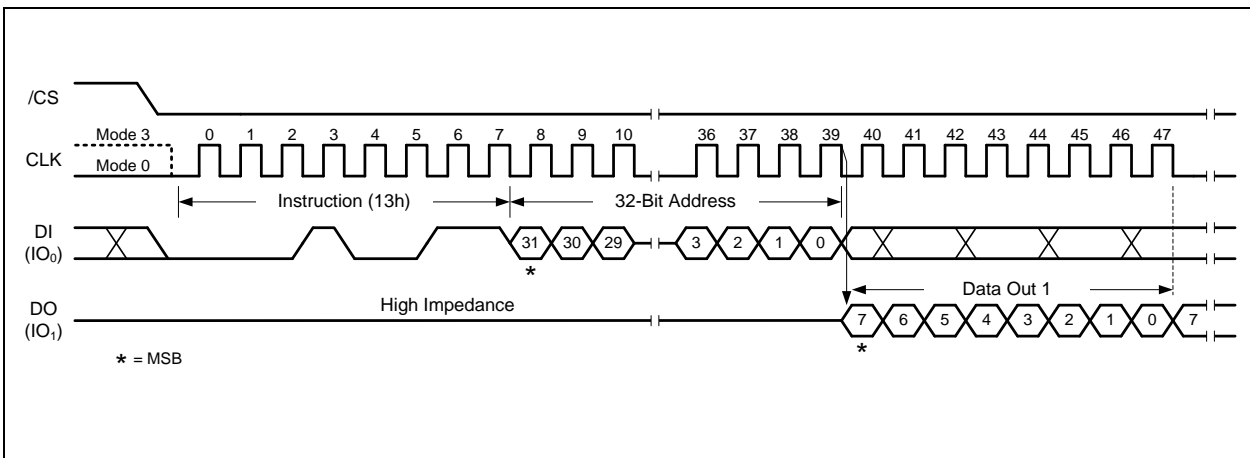 /CS
Mode 3 0 1 2 3 4 5 6 7 8 9 10 36 37 38 39 40 41 42 43 44 45 46 47
CLK Mode 0
Instruction (13h) 32-Bit Address
DI
(IO₀)
31 30 29 3 2 1 0
*
Data Out 1
DO
(IO₁)
High Impedance
7 6 5 4 3 2 1 0 7
*
* = MSB